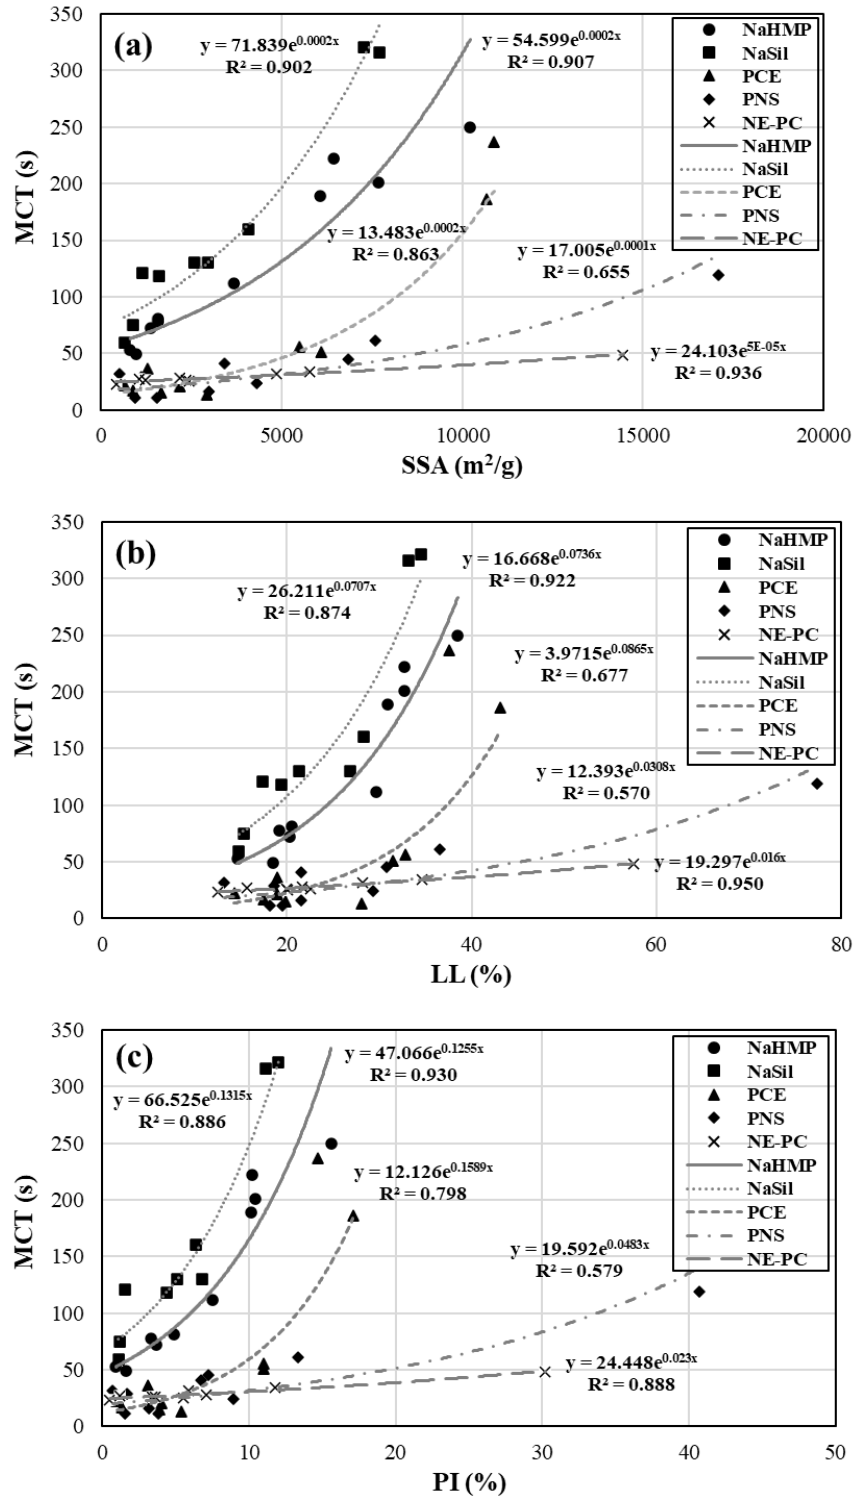 (a)
MCT (s)
350
300
250
200
150
100
50
0
0
5000
10000
15000
20000
SSA (m²/g)
y = 71.839e^0.0002x
R² = 0.902
y = 54.599e^0.0002x
R² = 0.907
y = 13.483e^0.0002x
R² = 0.863
y = 17.005e^0.0001x
R² = 0.655
y = 24.103e^5E-05x
R² = 0.936
NaHMP
NaSil
PCE
PNS
NE-PC
NaHMP
NaSil
PCE
PNS
NE-PC
(b)
MCT (s)
350
300
250
200
150
100
50
0
0
20
40
60
80
LL (%)
y = 26.211e^0.0707x
R² = 0.874
y = 16.668e^0.0736x
R² = 0.922
y = 3.9715e^0.0865x
R² = 0.677
y = 12.393e^0.0308x
R² = 0.570
y = 19.297e^0.016x
R² = 0.950
NaHMP
NaSil
PCE
PNS
NE-PC
NaHMP
NaSil
PCE
PNS
NE-PC
(c)
MCT (s)
350
300
250
200
150
100
50
0
0
10
20
30
40
50
PI (%)
y = 66.525e^0.1315x
R² = 0.886
y = 47.066e^0.1255x
R² = 0.930
y = 12.126e^0.1589x
R² = 0.798
y = 19.592e^0.0483x
R² = 0.579
y = 24.448e^0.023x
R² = 0.888
NaHMP
NaSil
PCE
PNS
NE-PC
NaHMP
NaSil
PCE
PNS
NE-PC